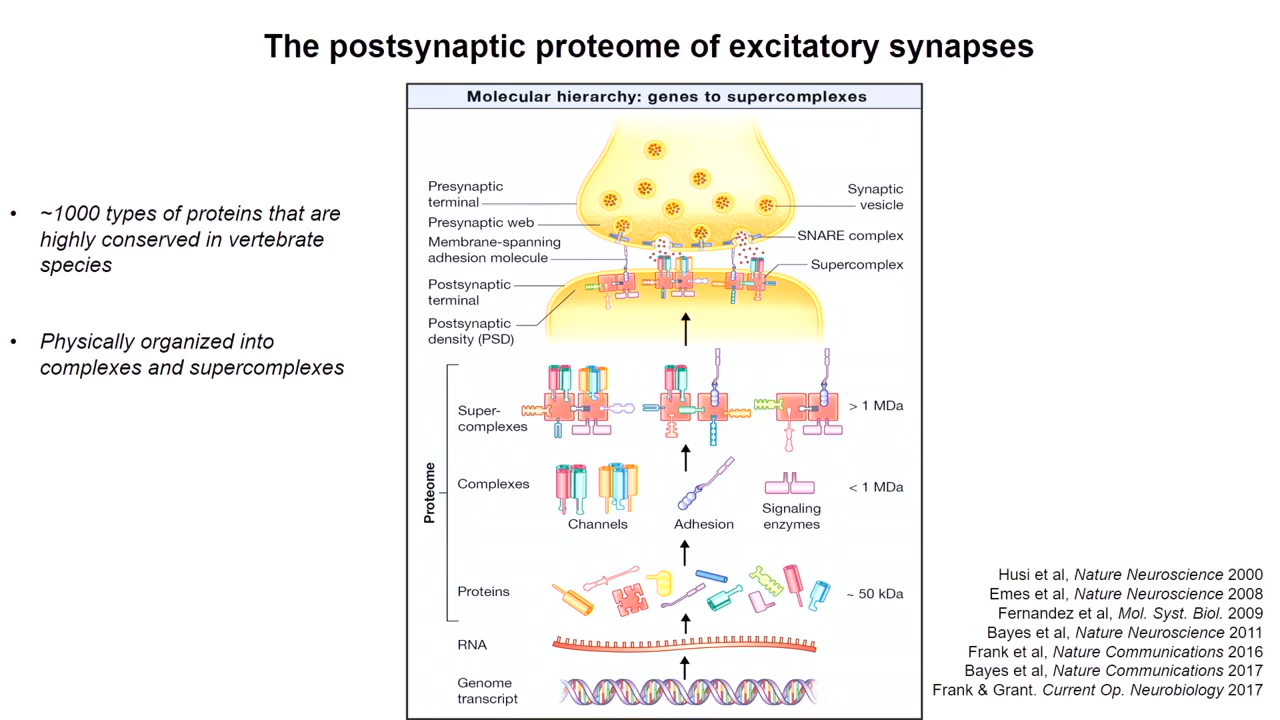 The postsynaptic proteome of excitatory synapses
• ~1000 types of proteins that are
highly conserved in vertebrate
species
• Physically organized into
complexes and supercomplexes
Molecular hierarchy: genes to supercomplexes
Presynaptic
terminal
Synaptic
vesicle
Presynaptic web
SNARE complex
Membrane-spanning
adhesion molecule
Supercomplex
Postsynaptic
terminal
Postsynaptic
density (PSD)
Proteome
Super-
complexes
> 1 MDa
Complexes
< 1 MDa
Channels
Adhesion
Signaling
enzymes
Proteins
~ 50 kDa
RNA
Genome
transcript
Husi et al, Nature Neuroscience 2000
Emes et al, Nature Neuroscience 2008
Fernandez et al, Mol. Syst. Biol. 2009
Bayes et al, Nature Neuroscience 2011
Frank et al, Nature Communications 2016
Bayes et al, Nature Communications 2017
Frank & Grant. Current Op. Neurobiology 2017